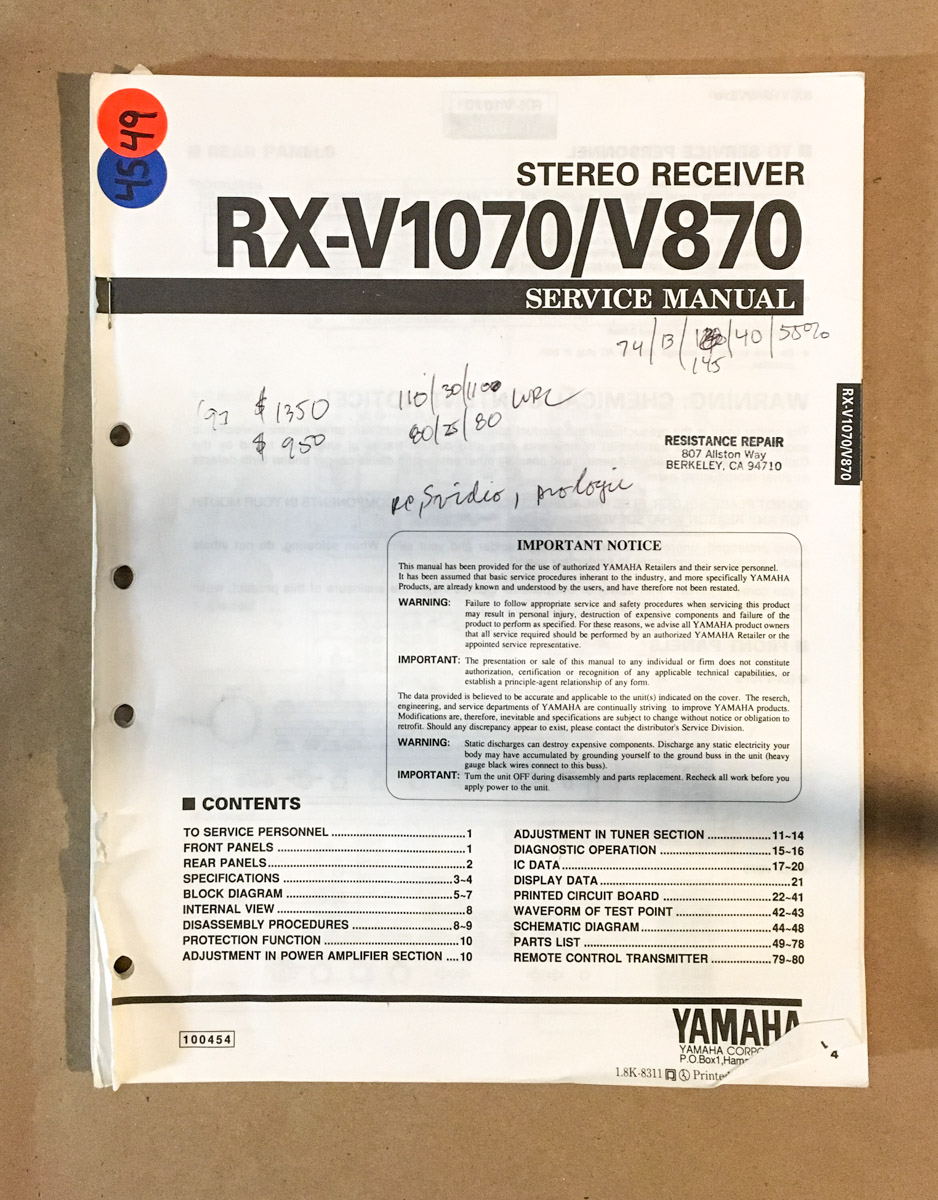 49
45
STEREO RECEIVER
RX-V1070/V870
SERVICE MANUAL
74/13/120/40/55%
145
'93 $1350
$950
110/30/1100 WRC
80/25/80
RX-V1070/V870
RESISTANCE REPAIR
807 Allston Way
BERKELEY, CA 94710
prologic
IMPORTANT NOTICE
This manual has been provided for the use of authorized YAMAHA Retailers and their service personnel.
It has been assumed that basic service procedures inherant to the industry, and more specifically YAMAHA
Products, are already known and understood by the users, and have therefore not been restated.
WARNING: Failure to follow appropriate service and safety procedures when servicing this product
may result in personal injury, destruction of expensive components and failure of the
product to perform as specified. For these reasons, we advise all YAMAHA product owners
that all service required should be performed by an authorized YAMAHA Retailer or the
appointed service representative.
IMPORTANT: The presentation or sale of this manual to any individual or firm does not constitute
authorization, certification or recognition of any applicable technical capabilities, or
establish a principle-agent relationship of any form.
The data provided is believed to be accurate and applicable to the unit(s) indicated on the cover. The reserch,
engineering, and service departments of YAMAHA are continually striving to improve YAMAHA products.
Modifications are, therefore, inevitable and specifications are subject to change without notice or obligation to
retrofit. Should any discrepancy appear to exist, please contact the distributor's Service Division.
WARNING: Static discharges can destroy expensive components. Discharge any static electricity your
body may have accumulated by grounding yourself to the ground buss in the unit (heavy
gauge black wires connect to this buss).
IMPORTANT: Turn the unit OFF during disassembly and parts replacement. Recheck all work before you
apply power to the unit.
■ CONTENTS
TO SERVICE PERSONNEL ....................................1
FRONT PANELS ....................................1
REAR PANELS....................................2
SPECIFICATIONS ....................................3~4
BLOCK DIAGRAM ....................................5~7
INTERNAL VIEW ....................................8
DISASSEMBLY PROCEDURES ........................8~9
PROTECTION FUNCTION ..............................10
ADJUSTMENT IN POWER AMPLIFIER SECTION ....10
ADJUSTMENT IN TUNER SECTION ................11~14
DIAGNOSTIC OPERATION ............................15~16
IC DATA....................................17~20
DISPLAY DATA....................................21
PRINTED CIRCUIT BOARD ............................22~41
WAVEFORM OF TEST POINT ........................42~43
SCHEMATIC DIAGRAM ..............................44~48
PARTS LIST ....................................49~78
REMOTE CONTROL TRANSMITTER ..................79~80
100454
YAMAHA
YAMAHA CORPO
P.O.Box1,Ham
1.8K-8311 Printe
4